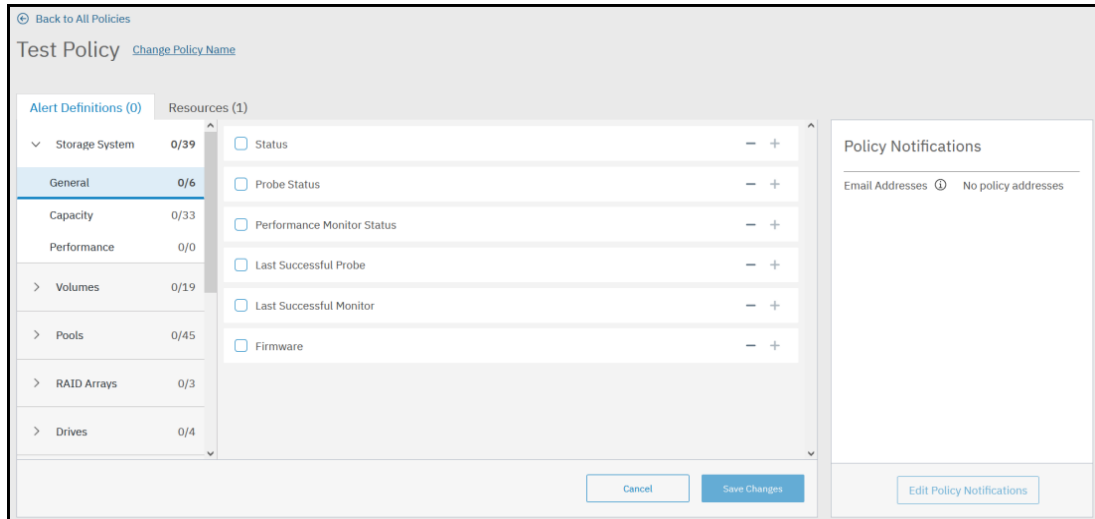 Back to All Policies
Test Policy Change Policy Name
Alert Definitions (0) Resources (1)
Storage System 0/39
General 0/6
Capacity 0/33
Performance 0/0
Volumes 0/19
Pools 0/45
RAID Arrays 0/3
Drives 0/4
Status
Probe Status
Performance Monitor Status
Last Successful Probe
Last Successful Monitor
Firmware
Cancel Save Changes
Policy Notifications
Email Addresses No policy addresses
Edit Policy Notifications